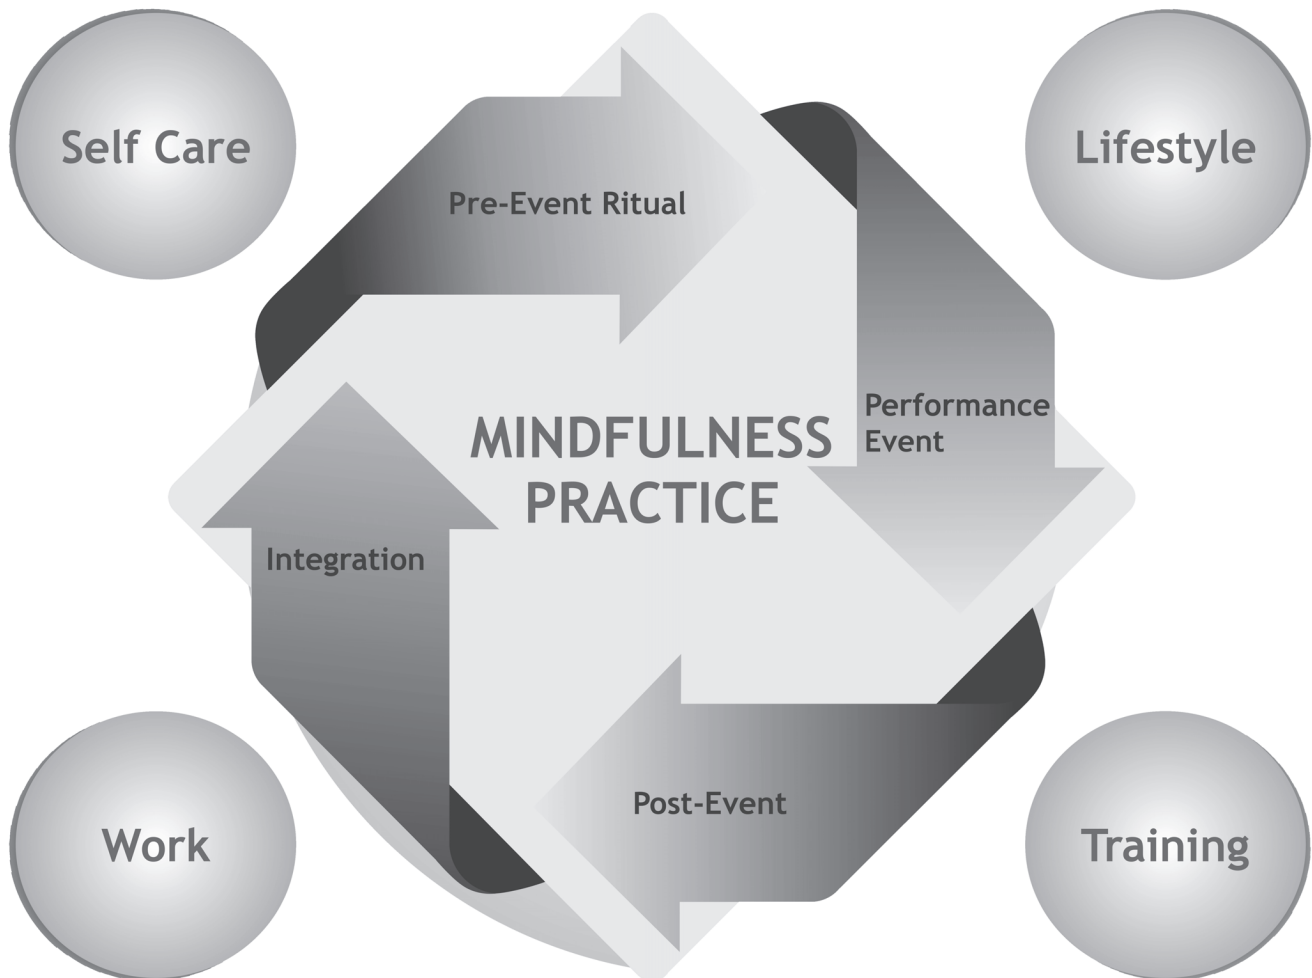 Self Care
Lifestyle
Pre-Event Ritual
Performance
Event
MINDFULNESS
PRACTICE
Integration
Post-Event
Work
Training